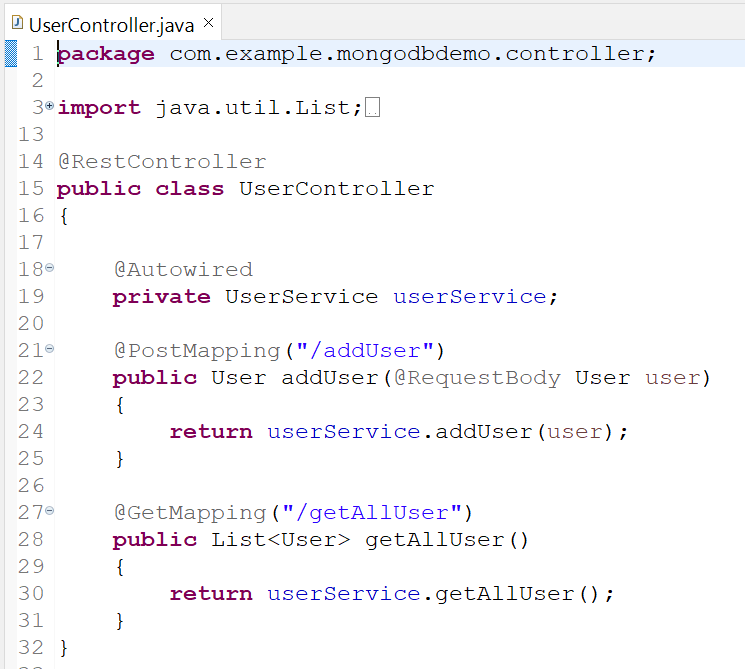 UserController.java
1 package com.example.mongodbdemo.controller;
2
3 import java.util.List;
13
14 @RestController
15 public class UserController
16 {
17
18 @Autowired
19 private UserService userService;
20
21 @PostMapping("/addUser")
22 public User addUser(@RequestBody User user)
23 {
24 return userService.addUser(user);
25 }
26
27 @GetMapping("/getAllUser")
28 public List<User> getAllUser()
29 {
30 return userService.getAllUser();
31 }
32 }